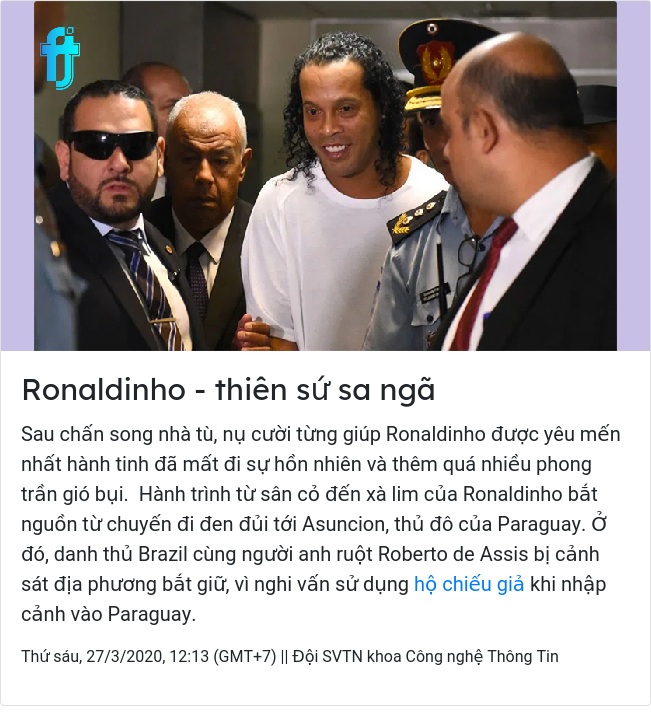 Ronaldinho - thiên sứ sa ngã
Sau chấn song nhà tù, nụ cười từng giúp Ronaldinho được yêu mến
nhất hành tinh đã mất đi sự hồn nhiên và thêm quá nhiều phong
trần gió bụi.  Hành trình từ sân cỏ đến xà lim của Ronaldinho bắt
nguồn từ chuyến đi đen đủi tới Asuncion, thủ đô của Paraguay. Ở
đó, danh thủ Brazil cùng người anh ruột Roberto de Assis bị cảnh
sát địa phương bắt giữ, vì nghi vấn sử dụng hộ chiếu giả khi nhập
cảnh vào Paraguay.
Thứ sáu, 27/3/2020, 12:13 (GMT+7) || Đội SVTN khoa Công nghệ Thông Tin